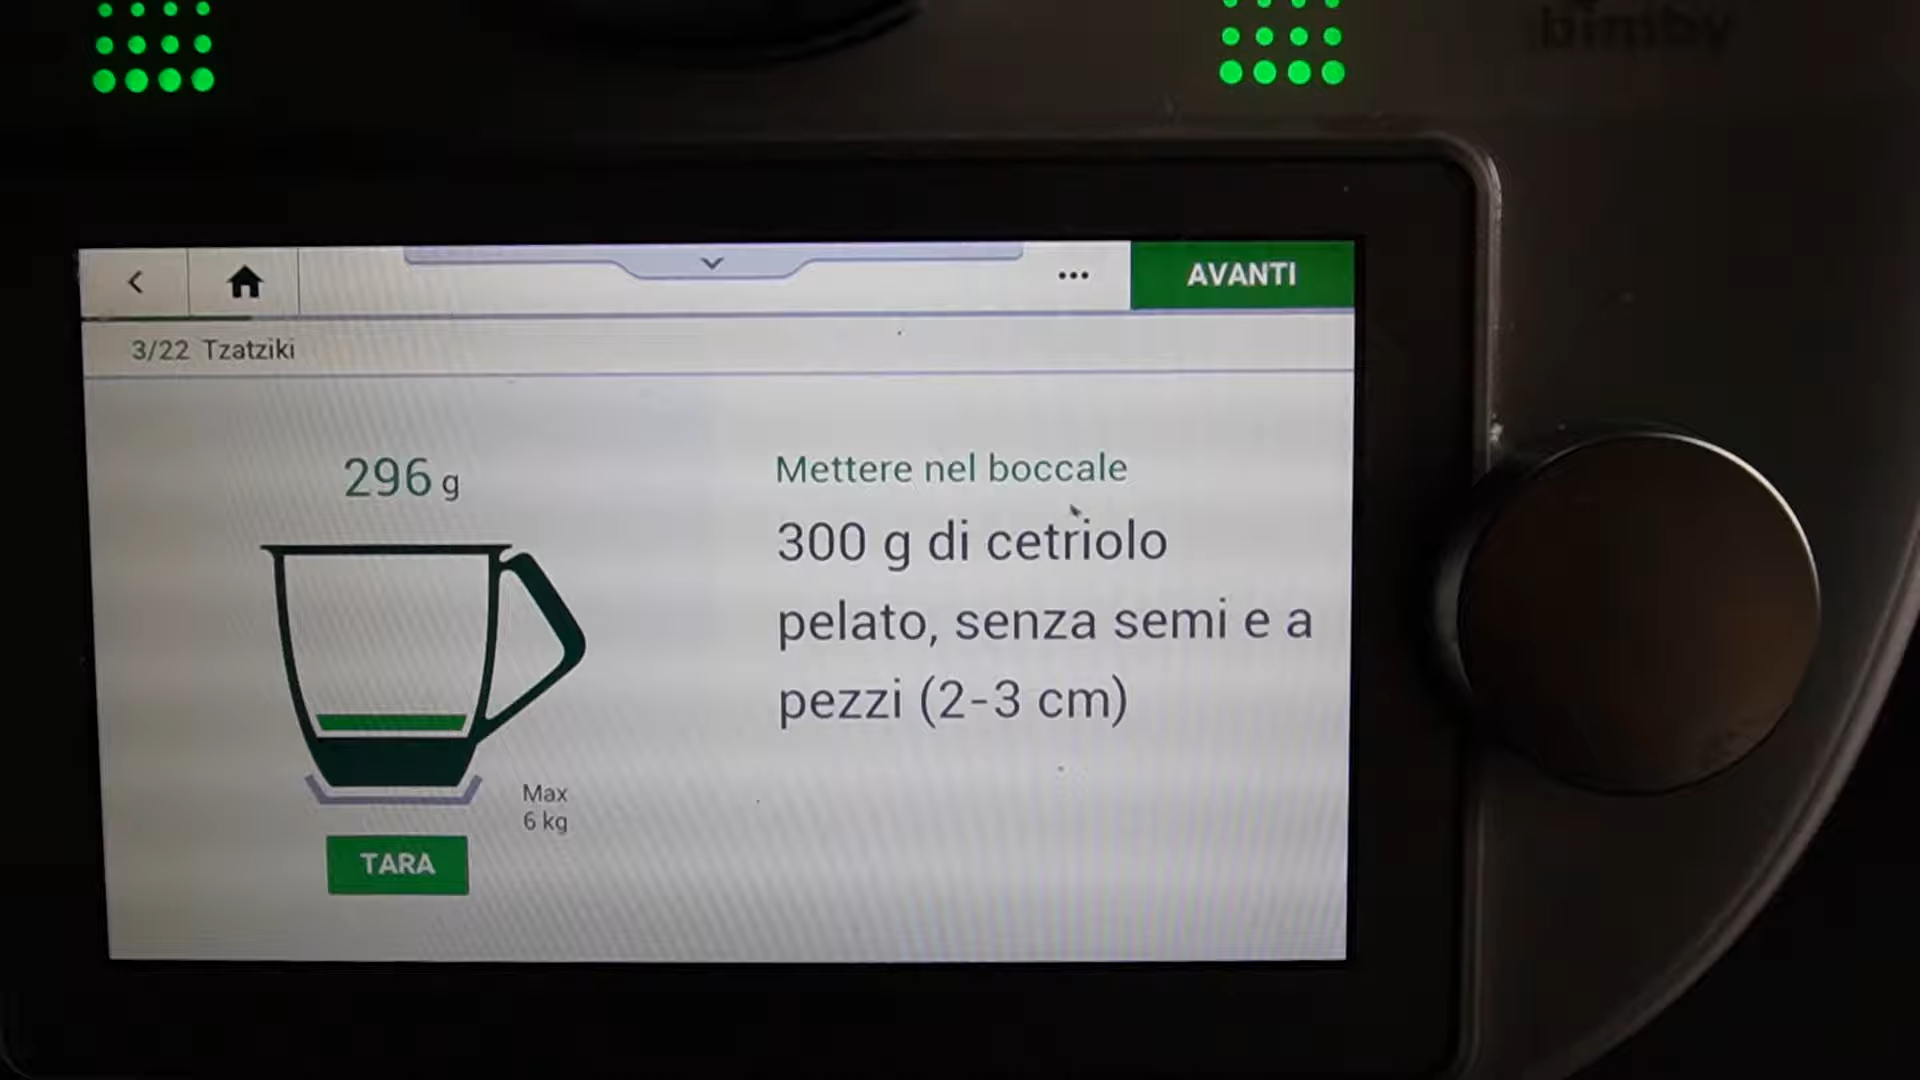 bimby
AVANTI
3/22 Tzatziki
296 g
Mettere nel boccale
300 g di cetriolo
pelato, senza semi e a
pezzi (2-3 cm)
Max
6 kg
TARA